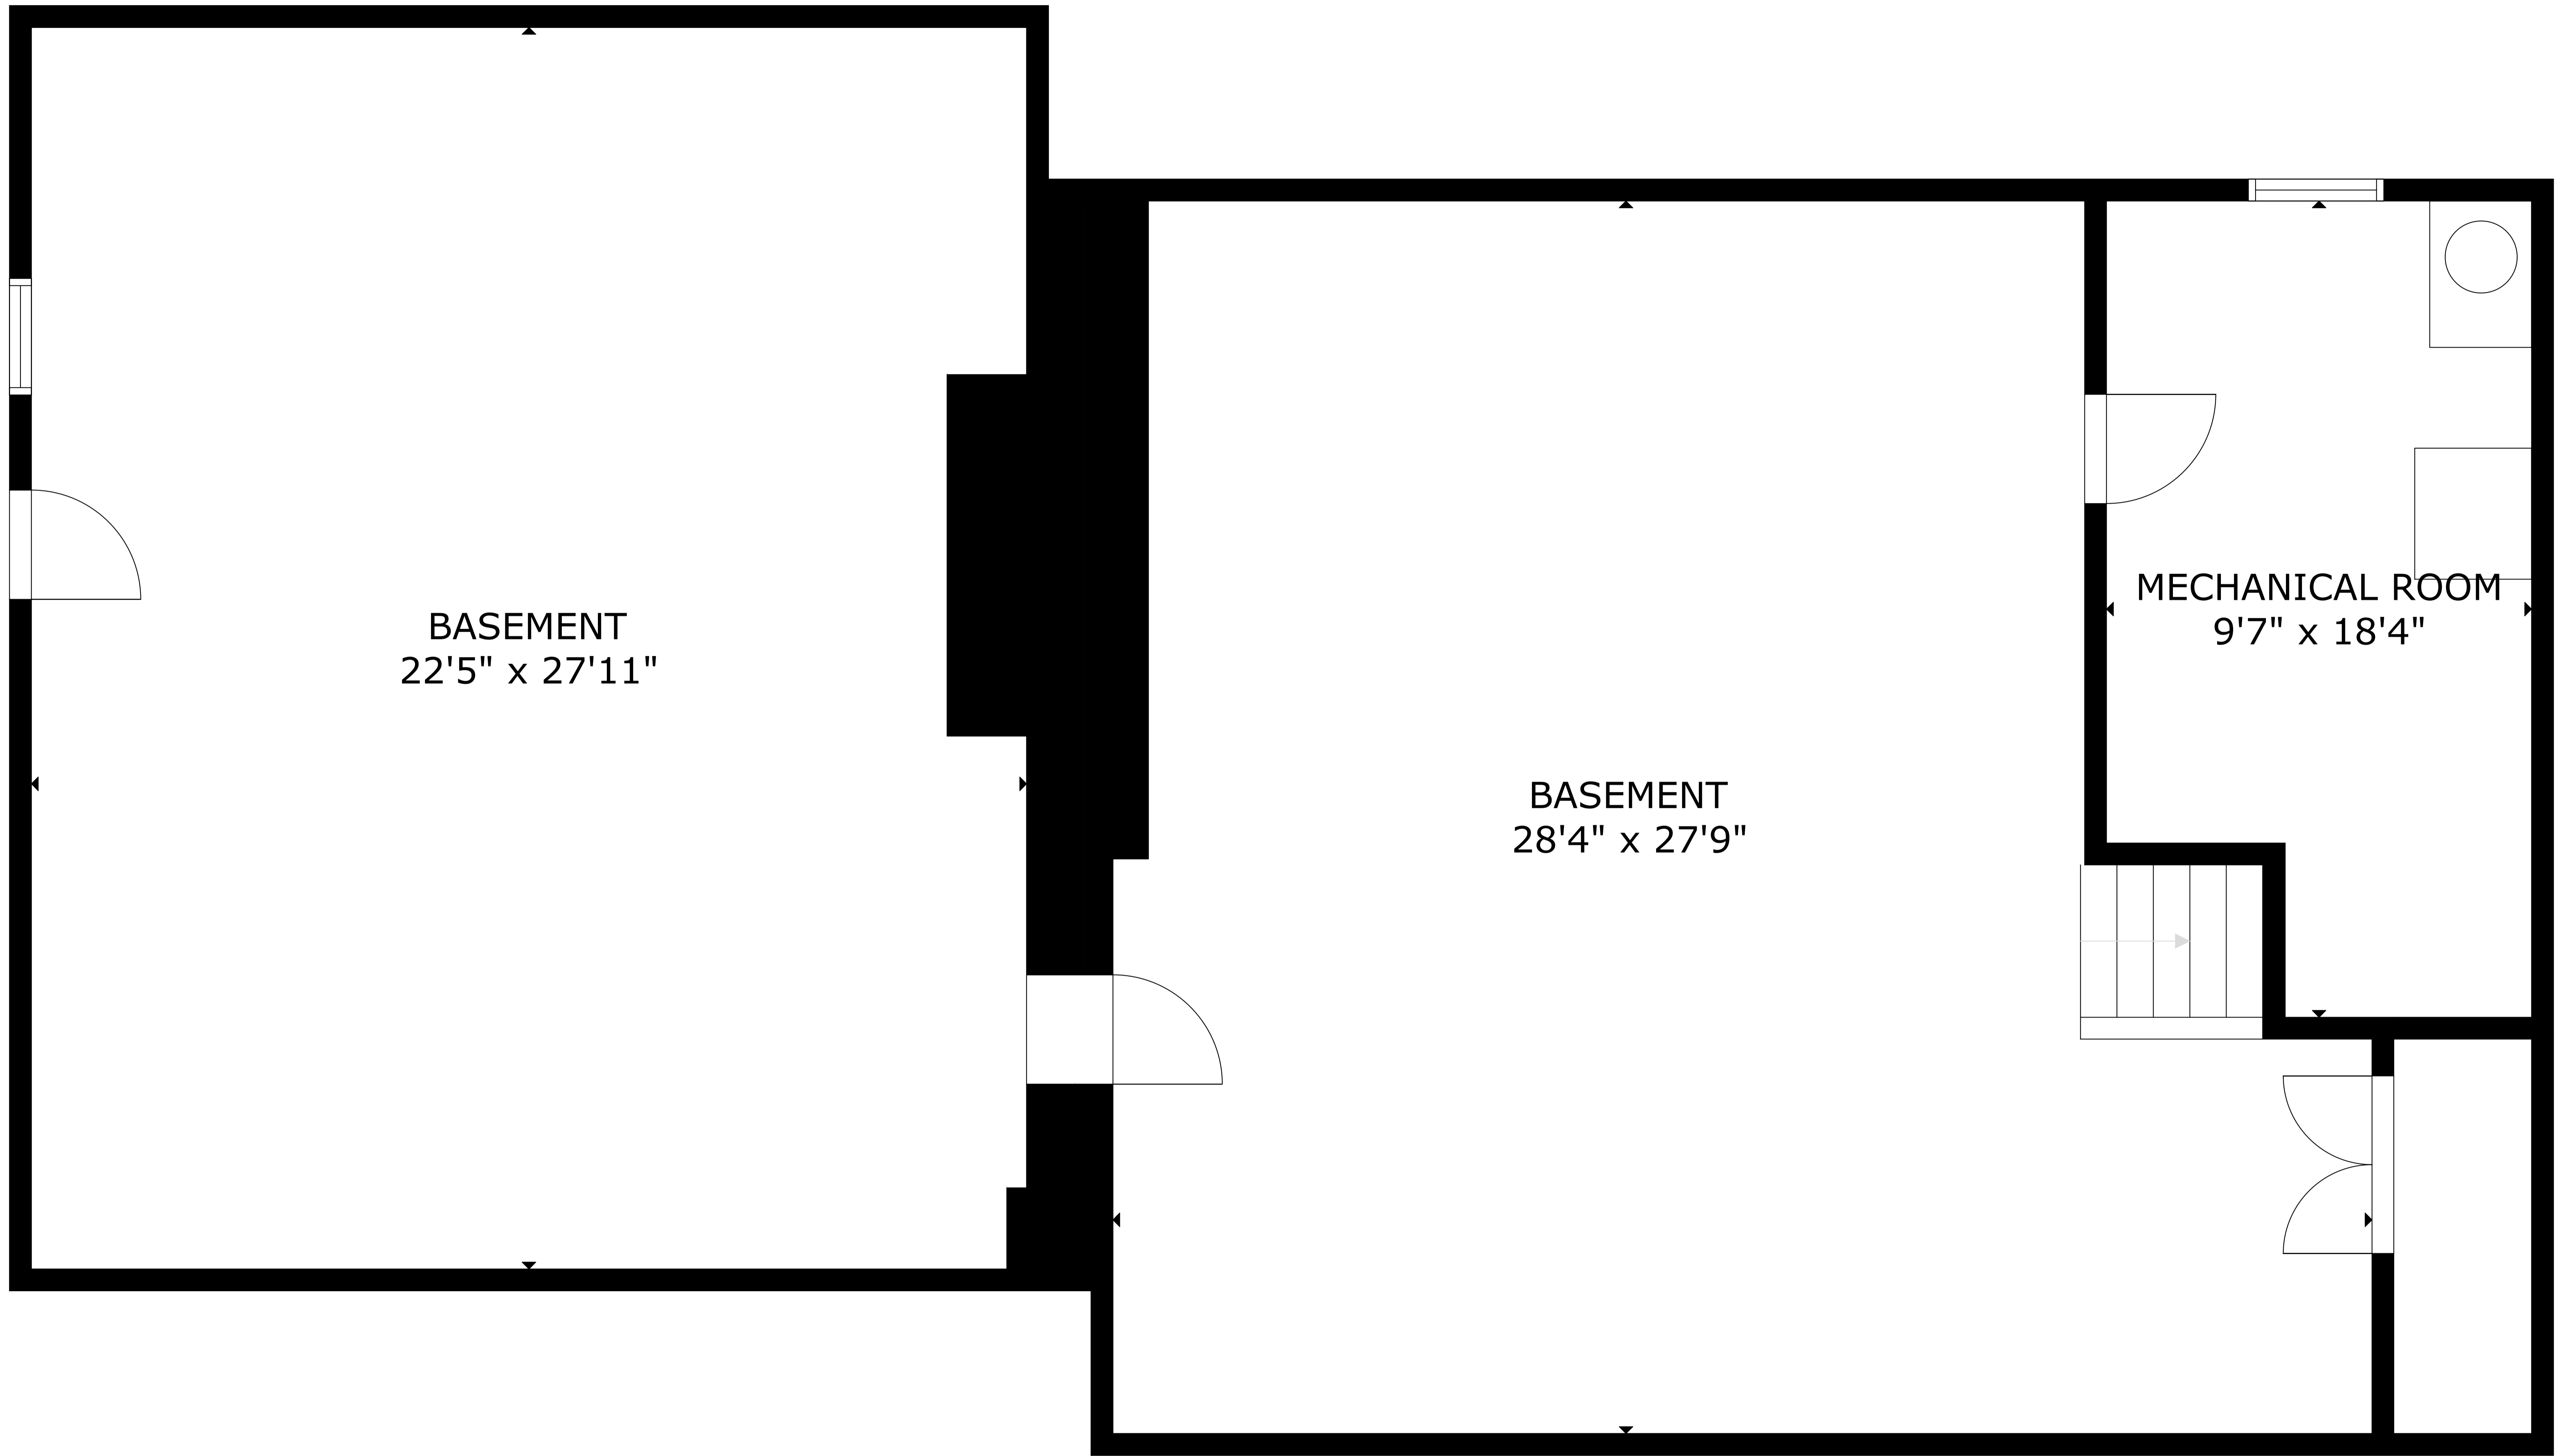 BASEMENT
22'5" x 27'11"
BASEMENT
28'4" x 27'9"
MECHANICAL ROOM
9'7" x 18'4"